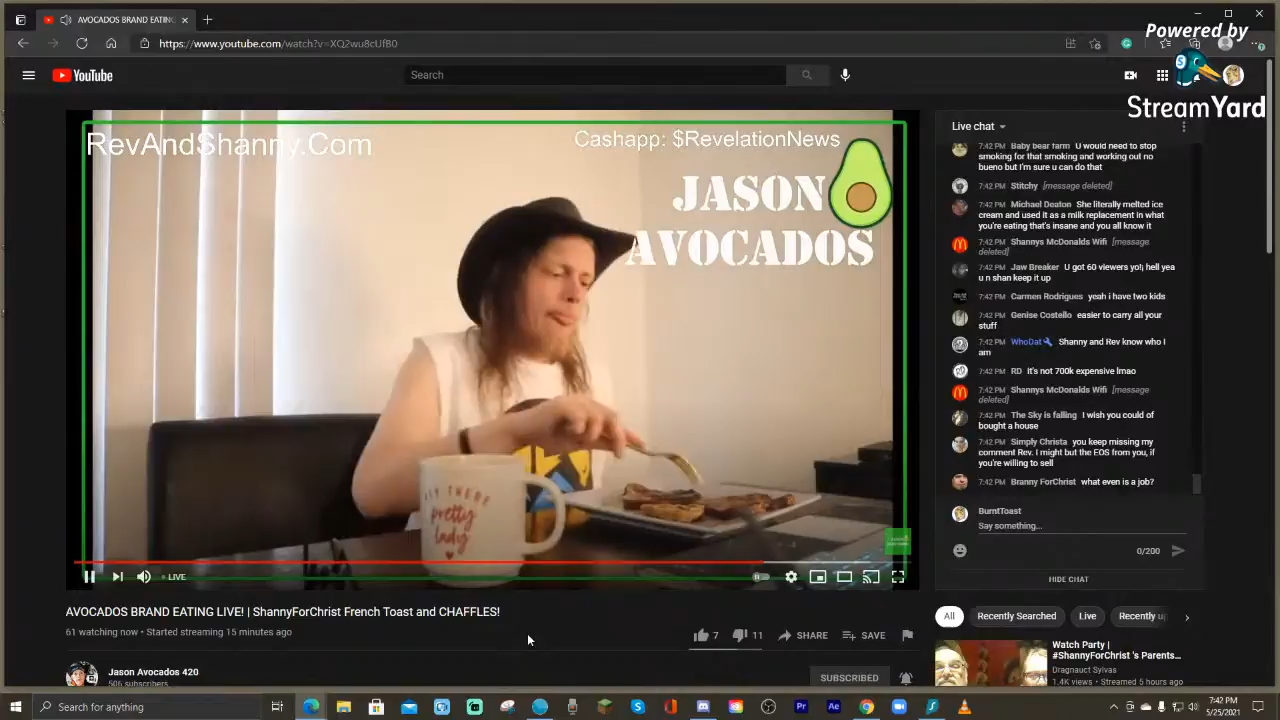 AVOCADOS BRAND EATING
Powered by
StreamYard
https://www.youtube.com/watch?v=XQ2wu8cUfB0
YouTube
Search
RevAndShanny.Com
Cashapp: $RevelationNews
JASON
AVOCADOS
HEY THERE
pretty
lady
LIVE
AVOCADOS BRAND EATING LIVE! | ShannyForChrist French Toast and CHAFFLES!
61 watching now • Started streaming 15 minutes ago
7
11
SHARE
SAVE
Jason Avocados 420
506 subscribers
SUBSCRIBED
Live chat
7:42 PM Baby bear farm U would need to stop
smoking for that smoking and working out no
bueno but I'm sure u can do that
7:42 PM Stitchy [message deleted]
7:42 PM Michael Deaton She literally melted ice
cream and used it as a milk replacement in what
you're eating that's insane and you all know it
7:42 PM Shannys McDonalds Wifi [message
deleted]
7:42 PM Jaw Breaker U got 60 viewers yo!¡ hell yea
u n shan keep it up
7:42 PM Carmen Rodrigues yeah i have two kids
7:42 PM Genise Costello easier to carry all your
stuff
7:42 PM WhoDat Shanny and Rev know who I
am
7:42 PM RD it's not 700k expensive lmao
7:42 PM Shannys McDonalds Wifi [message
deleted]
7:42 PM The Sky is falling I wish you could of
bought a house
7:42 PM Simply Christa you keep missing my
comment Rev. I might but the EOS from you, if
you're willing to sell
7:42 PM Branny ForChrist what even is a job?
BurntToast
Say something...
0/200
HIDE CHAT
All
Recently Searched
Live
Recently up
Watch Party |
#ShannyForChrist 's Parents...
Dragnauct Sylvas
1.4K views • Streamed 5 hours ago
Search for anything
7:42 PM
5/25/2021